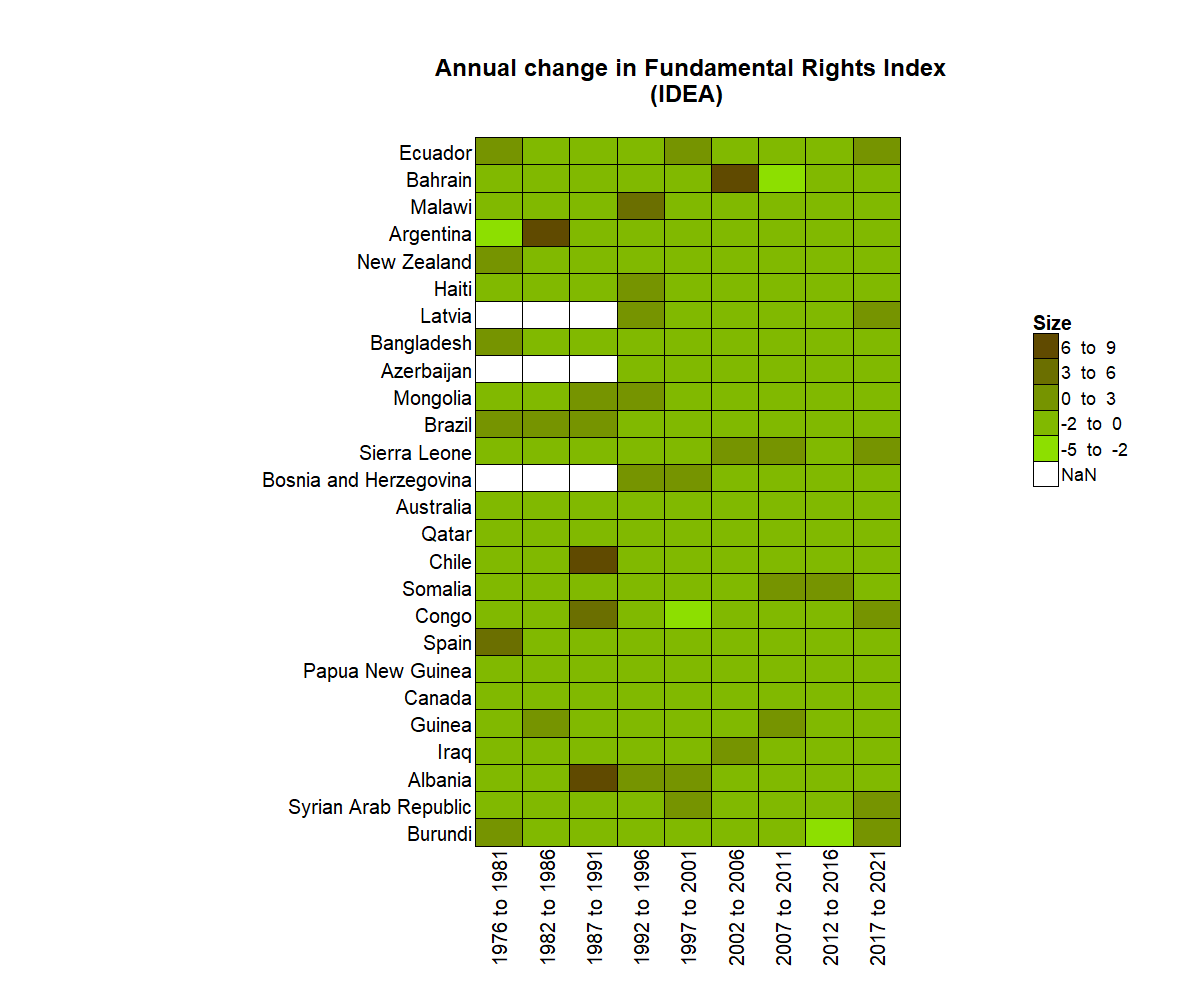 Annual change in Fundamental Rights Index
(IDEA)
Ecuador
Bahrain
Malawi
Argentina
New Zealand
Haiti
Latvia
Bangladesh
Azerbaijan
Mongolia
Brazil
Sierra Leone
Bosnia and Herzegovina
Australia
Qatar
Chile
Somalia
Congo
Spain
Papua New Guinea
Canada
Guinea
Iraq
Albania
Syrian Arab Republic
Burundi
1976 to 1981
1982 to 1986
1987 to 1991
1992 to 1996
1997 to 2001
2002 to 2006
2007 to 2011
2012 to 2016
2017 to 2021
Size
6 to 9
3 to 6
0 to 3
-2 to 0
-5 to -2
NaN